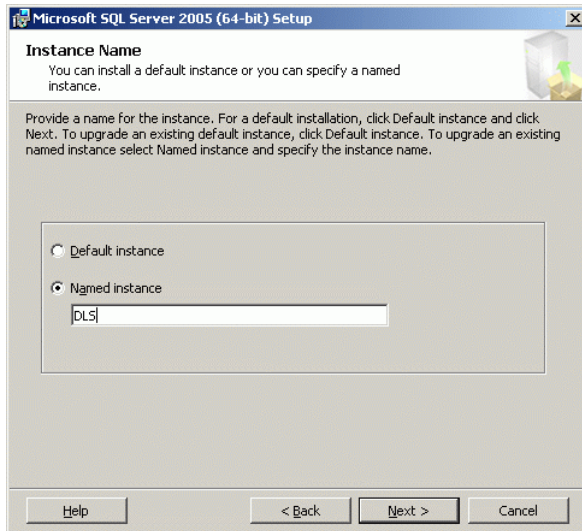 Microsoft SQL Server 2005 (64-bit) Setup
Instance Name
You can install a default instance or you can specify a named
instance.
Provide a name for the instance. For a default installation, click Default instance and click
Next. To upgrade an existing default instance, click Default instance. To upgrade an existing
named instance select Named instance and specify the instance name.
Default instance
Named instance
DLS
Help
< Back
Next >
Cancel